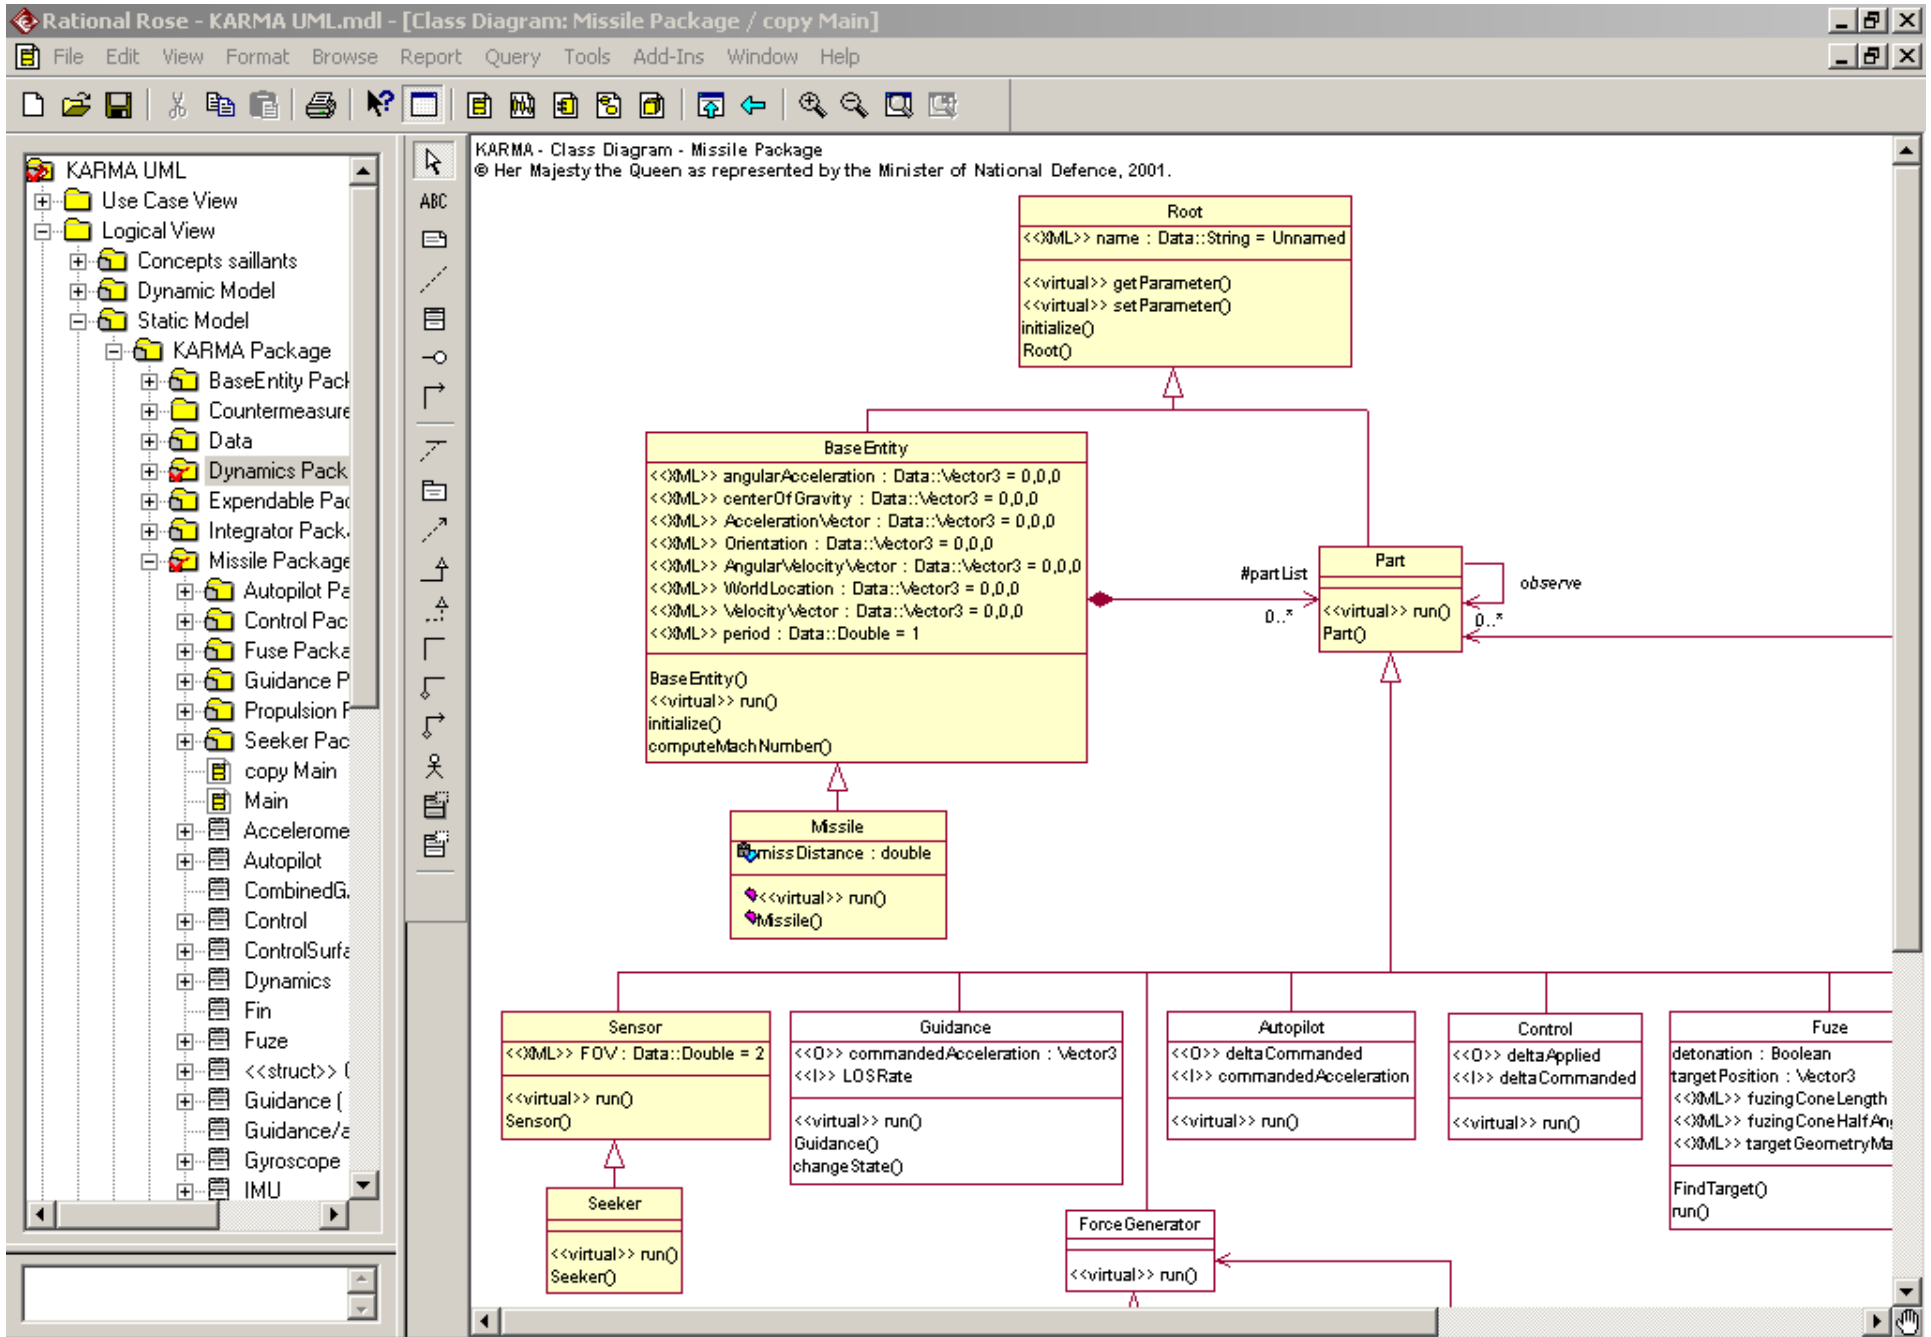 Rational Rose - KARMA UML.mdl - [Class Diagram: Missile Package / copy Main]
File Edit View Format Browse Report Query Tools Add-Ins Window Help
KARMA UML
Use Case View
Logical View
Concepts saillants
Dynamic Model
Static Model
KARMA Package
BaseEntity Pack
Countermeasure
Data
Dynamics Pack
Expendable Pac
Integrator Pack
Missile Package
Autopilot Pa
Control Pac
Fuse Packa
Guidance P
Propulsion F
Seeker Pac
copy Main
Main
Accelerome
Autopilot
CombinedG
Control
ControlSurfa
Dynamics
Fin
Fuze
<<struct>>
Guidance (
Guidance/a
Gyroscope
IMU
ABC
KARMA - Class Diagram - Missile Package
© Her Majesty the Queen as represented by the Minister of National Defence, 2001.
Root
<<XML>> name : Data::String = Unnamed
<<virtual>> getParameter()
<<virtual>> setParameter()
initialize()
Root()
BaseEntity
<<XML>> angularAcceleration : Data::Vector3 = 0,0,0
<<XML>> centerOfGravity : Data::Vector3 = 0,0,0
<<XML>> AccelerationVector : Data::Vector3 = 0,0,0
<<XML>> Orientation : Data::Vector3 = 0,0,0
<<XML>> AngularVelocityVector : Data::Vector3 = 0,0,0
<<XML>> WorldLocation : Data::Vector3 = 0,0,0
<<XML>> VelocityVector : Data::Vector3 = 0,0,0
<<XML>> period : Data::Double = 1
BaseEntity()
<<virtual>> run()
initialize()
computeMachNumber()
#partList
0..*
Part
<<virtual>> run()
Part()
observe
0..*
Missile
missDistance : double
<<virtual>> run()
Missile()
Sensor
<<XML>> FOV : Data::Double = 2
<<virtual>> run()
Sensor()
Guidance
<<O>> commandedAcceleration : Vector3
<<I>> LOSRate
<<virtual>> run()
Guidance()
changeState()
Autopilot
<<O>> deltaCommanded
<<I>> commandedAcceleration
<<virtual>> run()
Control
<<O>> deltaApplied
<<I>> deltaCommanded
<<virtual>> run()
Fuze
detonation : Boolean
targetPosition : Vector3
<<XML>> fuzingConeLength
<<XML>> fuzingConeHalfAn
<<XML>> targetGeometryMa
FindTarget()
run()
Seeker
<<virtual>> run()
Seeker()
ForceGenerator
<<virtual>> run()